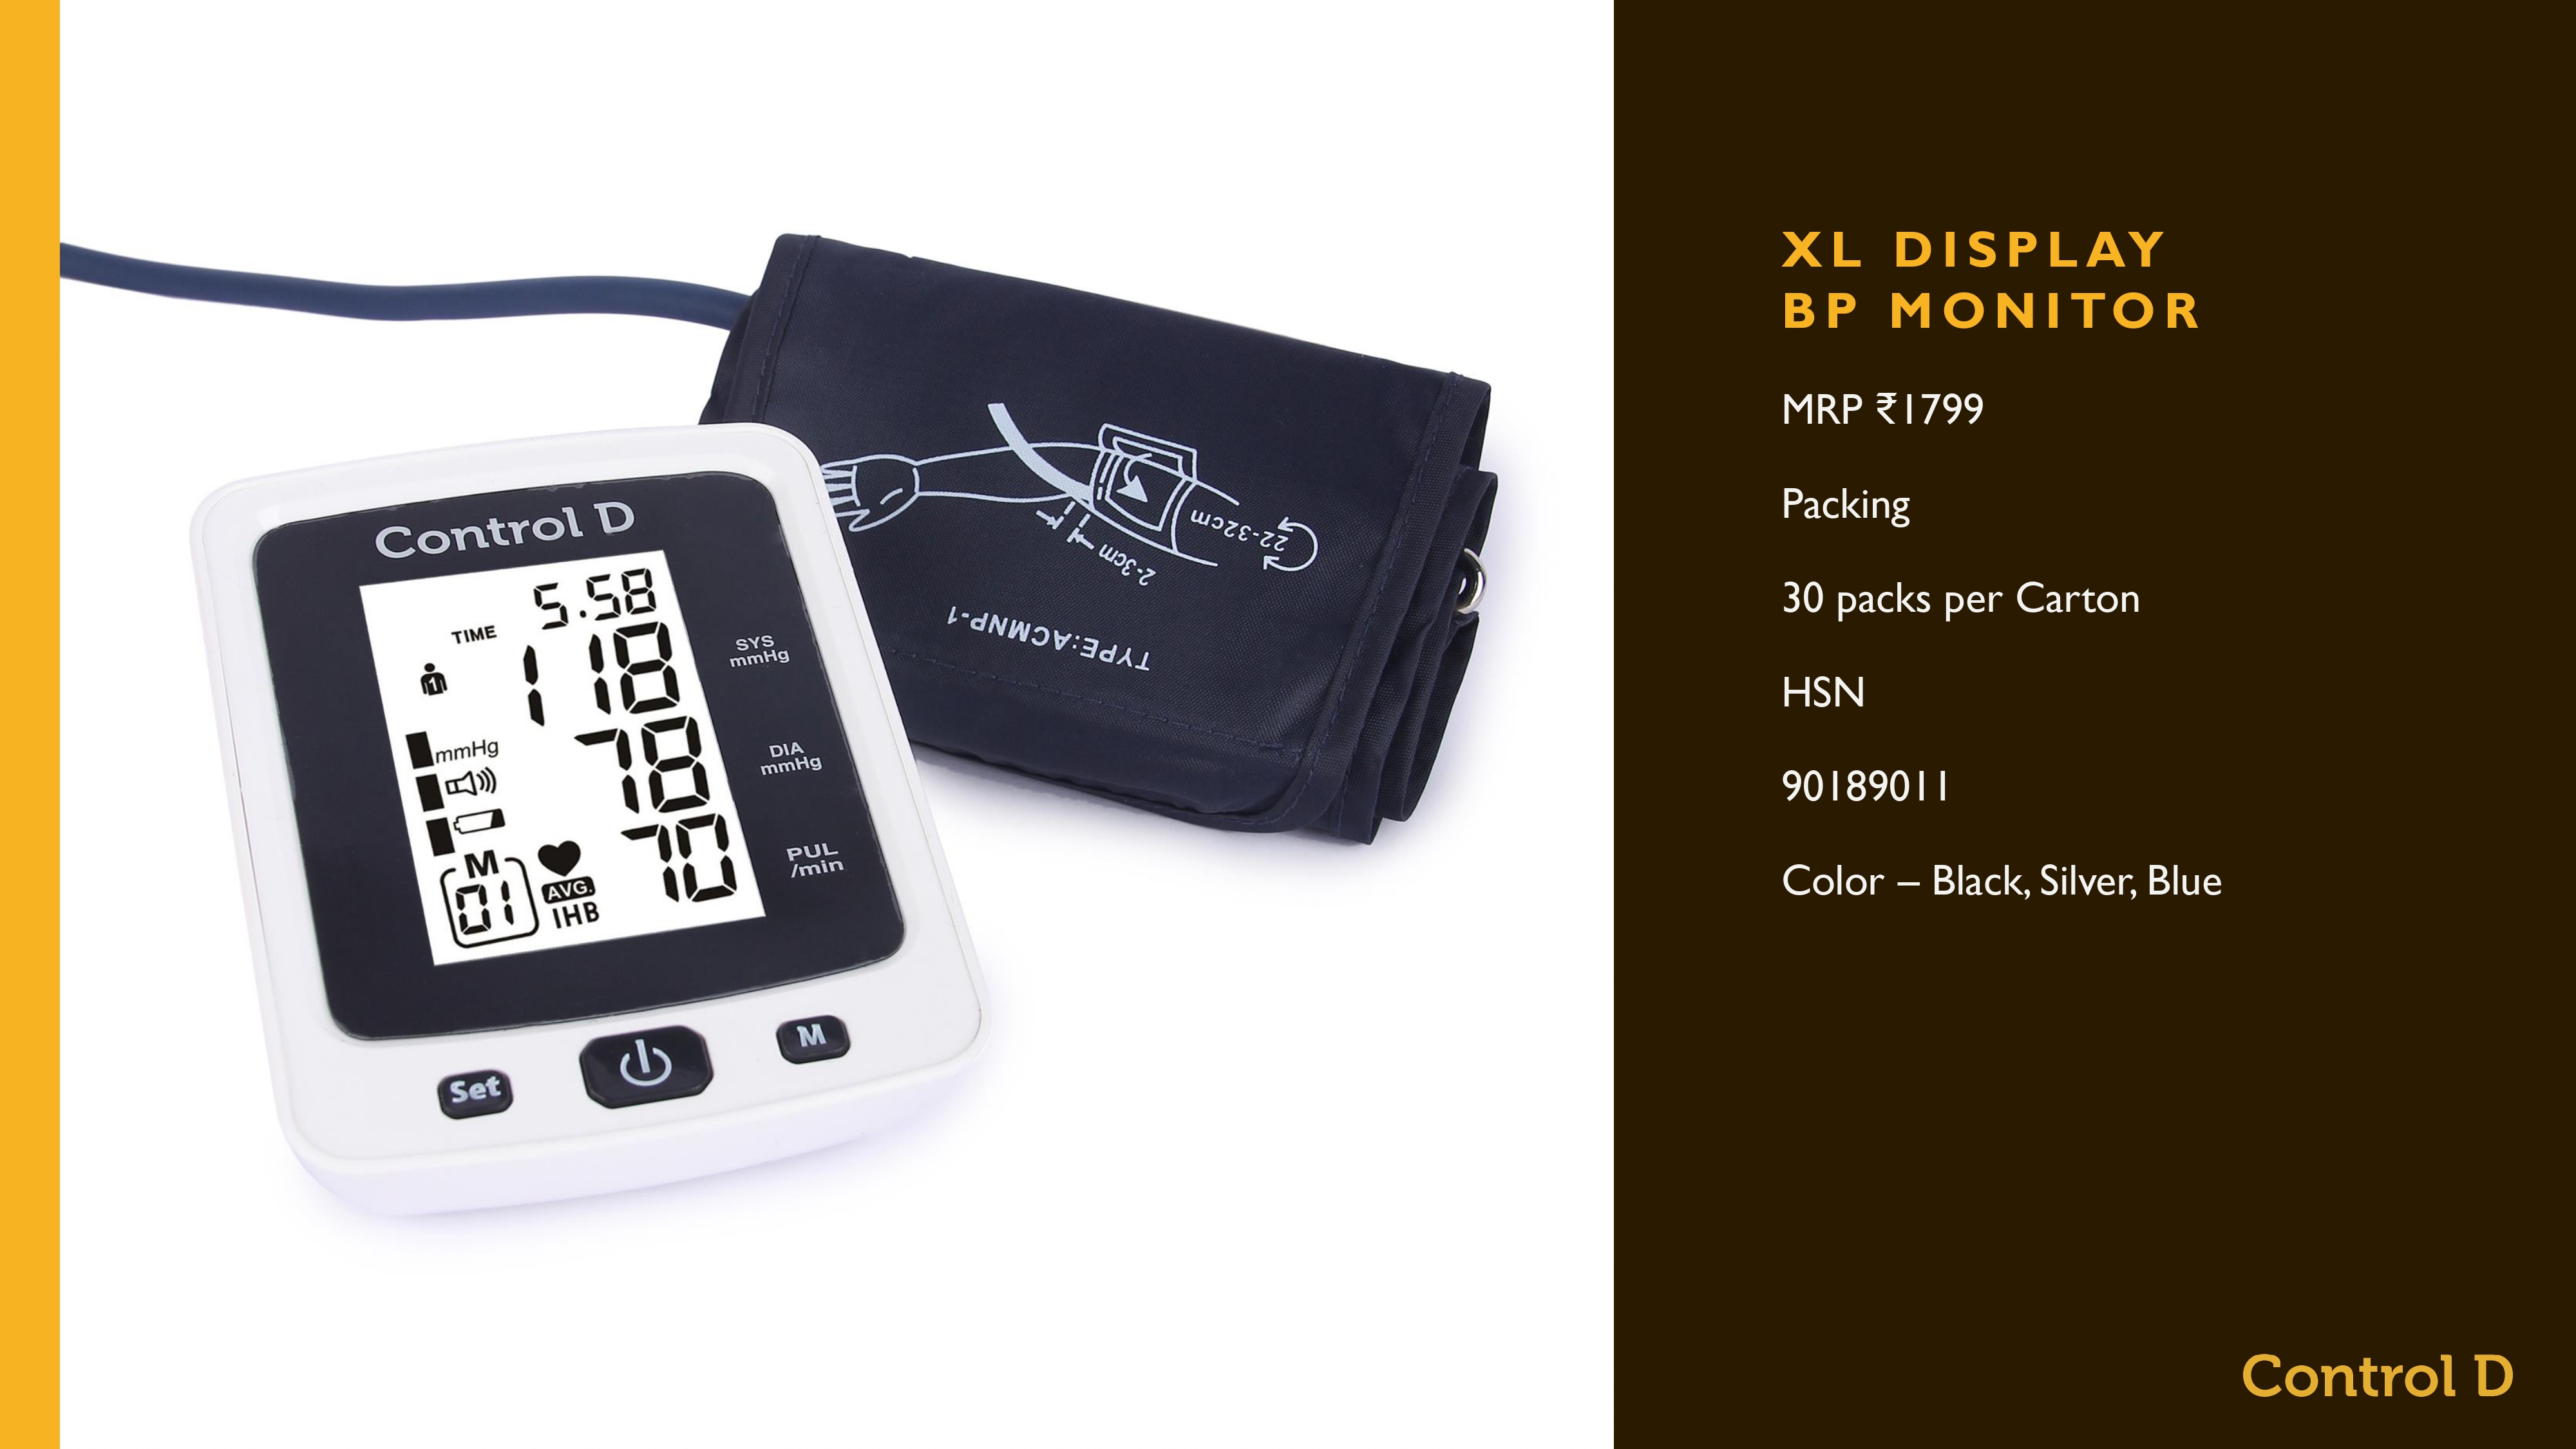 Control D
5:58
TIME
1
118
SYS
mmHg
mmHg
78
DIA
mmHg
M
01
AVG.
IHB
70
PUL
/min
Set
M
22-32cm
2-3cm
TYPE:ACMNP-1
XL DISPLAY
BP MONITOR
MRP ₹1799
Packing
30 packs per Carton
HSN
90189011
Color – Black, Silver, Blue
Control D